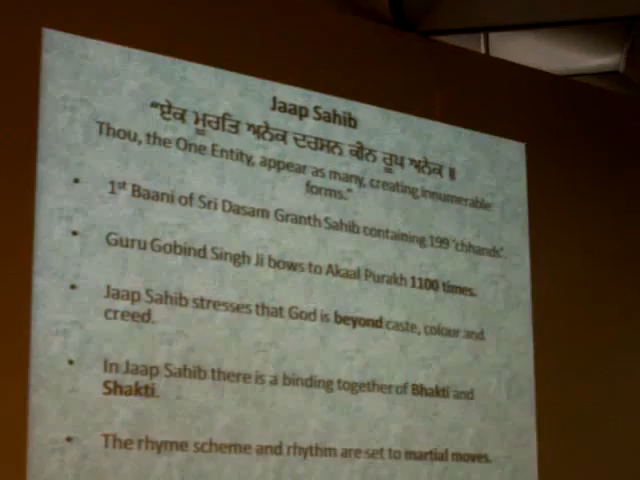 Jaap Sahib
"ਏਕ ਮੂਰਤਿ ਅਨੇਕ ਦਰਸਨ ਕੀਨ ਰੂਪ ਅਨੇਕ ॥
Thou, the One Entity, appear as many, creating innumerable
forms."
• 1st Baani of Sri Dasam Granth Sahib containing 199 'chhands'.
• Guru Gobind Singh Ji bows to Akaal Purakh 1100 times.
• Jaap Sahib stresses that God is beyond caste, colour and
creed.
• In Jaap Sahib there is a binding together of Bhakti and
Shakti.
• The rhyme scheme and rhythm are set to martial moves.